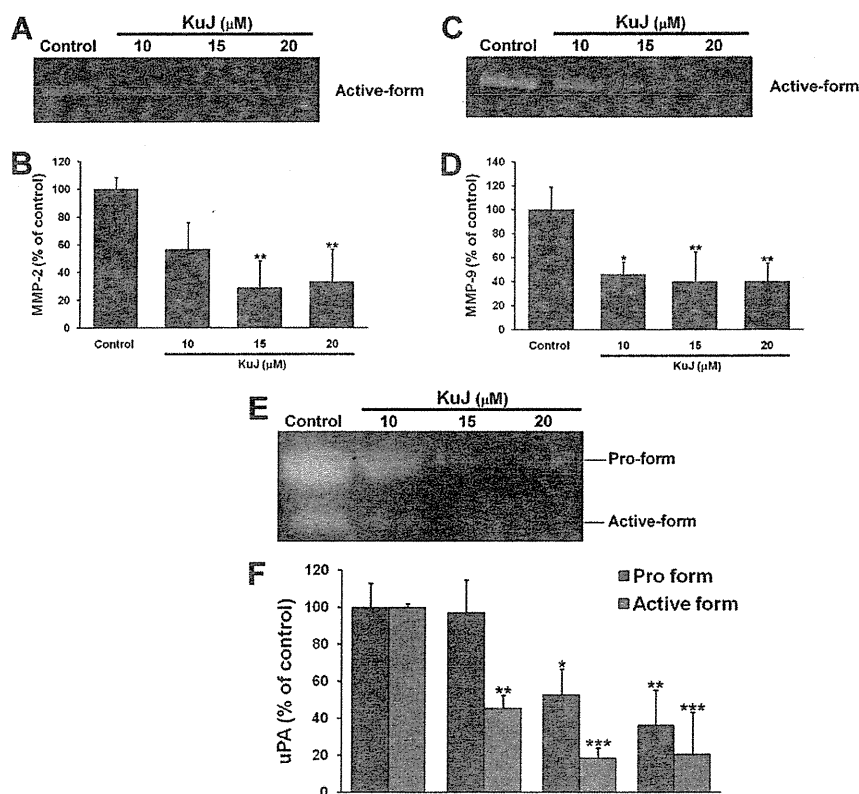 A
KuJ (μM)
Control 10 15 20
Active-form
C
KuJ (μM)
Control 10 15 20
Active-form
B
MMP-2 (% of control)
120
100
80
60
40
20
0
** **
Control 10 15 20
KuJ (μM)
D
MMP-9 (% of control)
140
120
100
80
60
40
20
0
* ** **
Control 10 15 20
KuJ (μM)
E
KuJ (μM)
Control 10 15 20
Pro-form
Active-form
F
uPA (% of control)
120
100
80
60
40
20
0
Pro form
Active form
** * *** ** ***